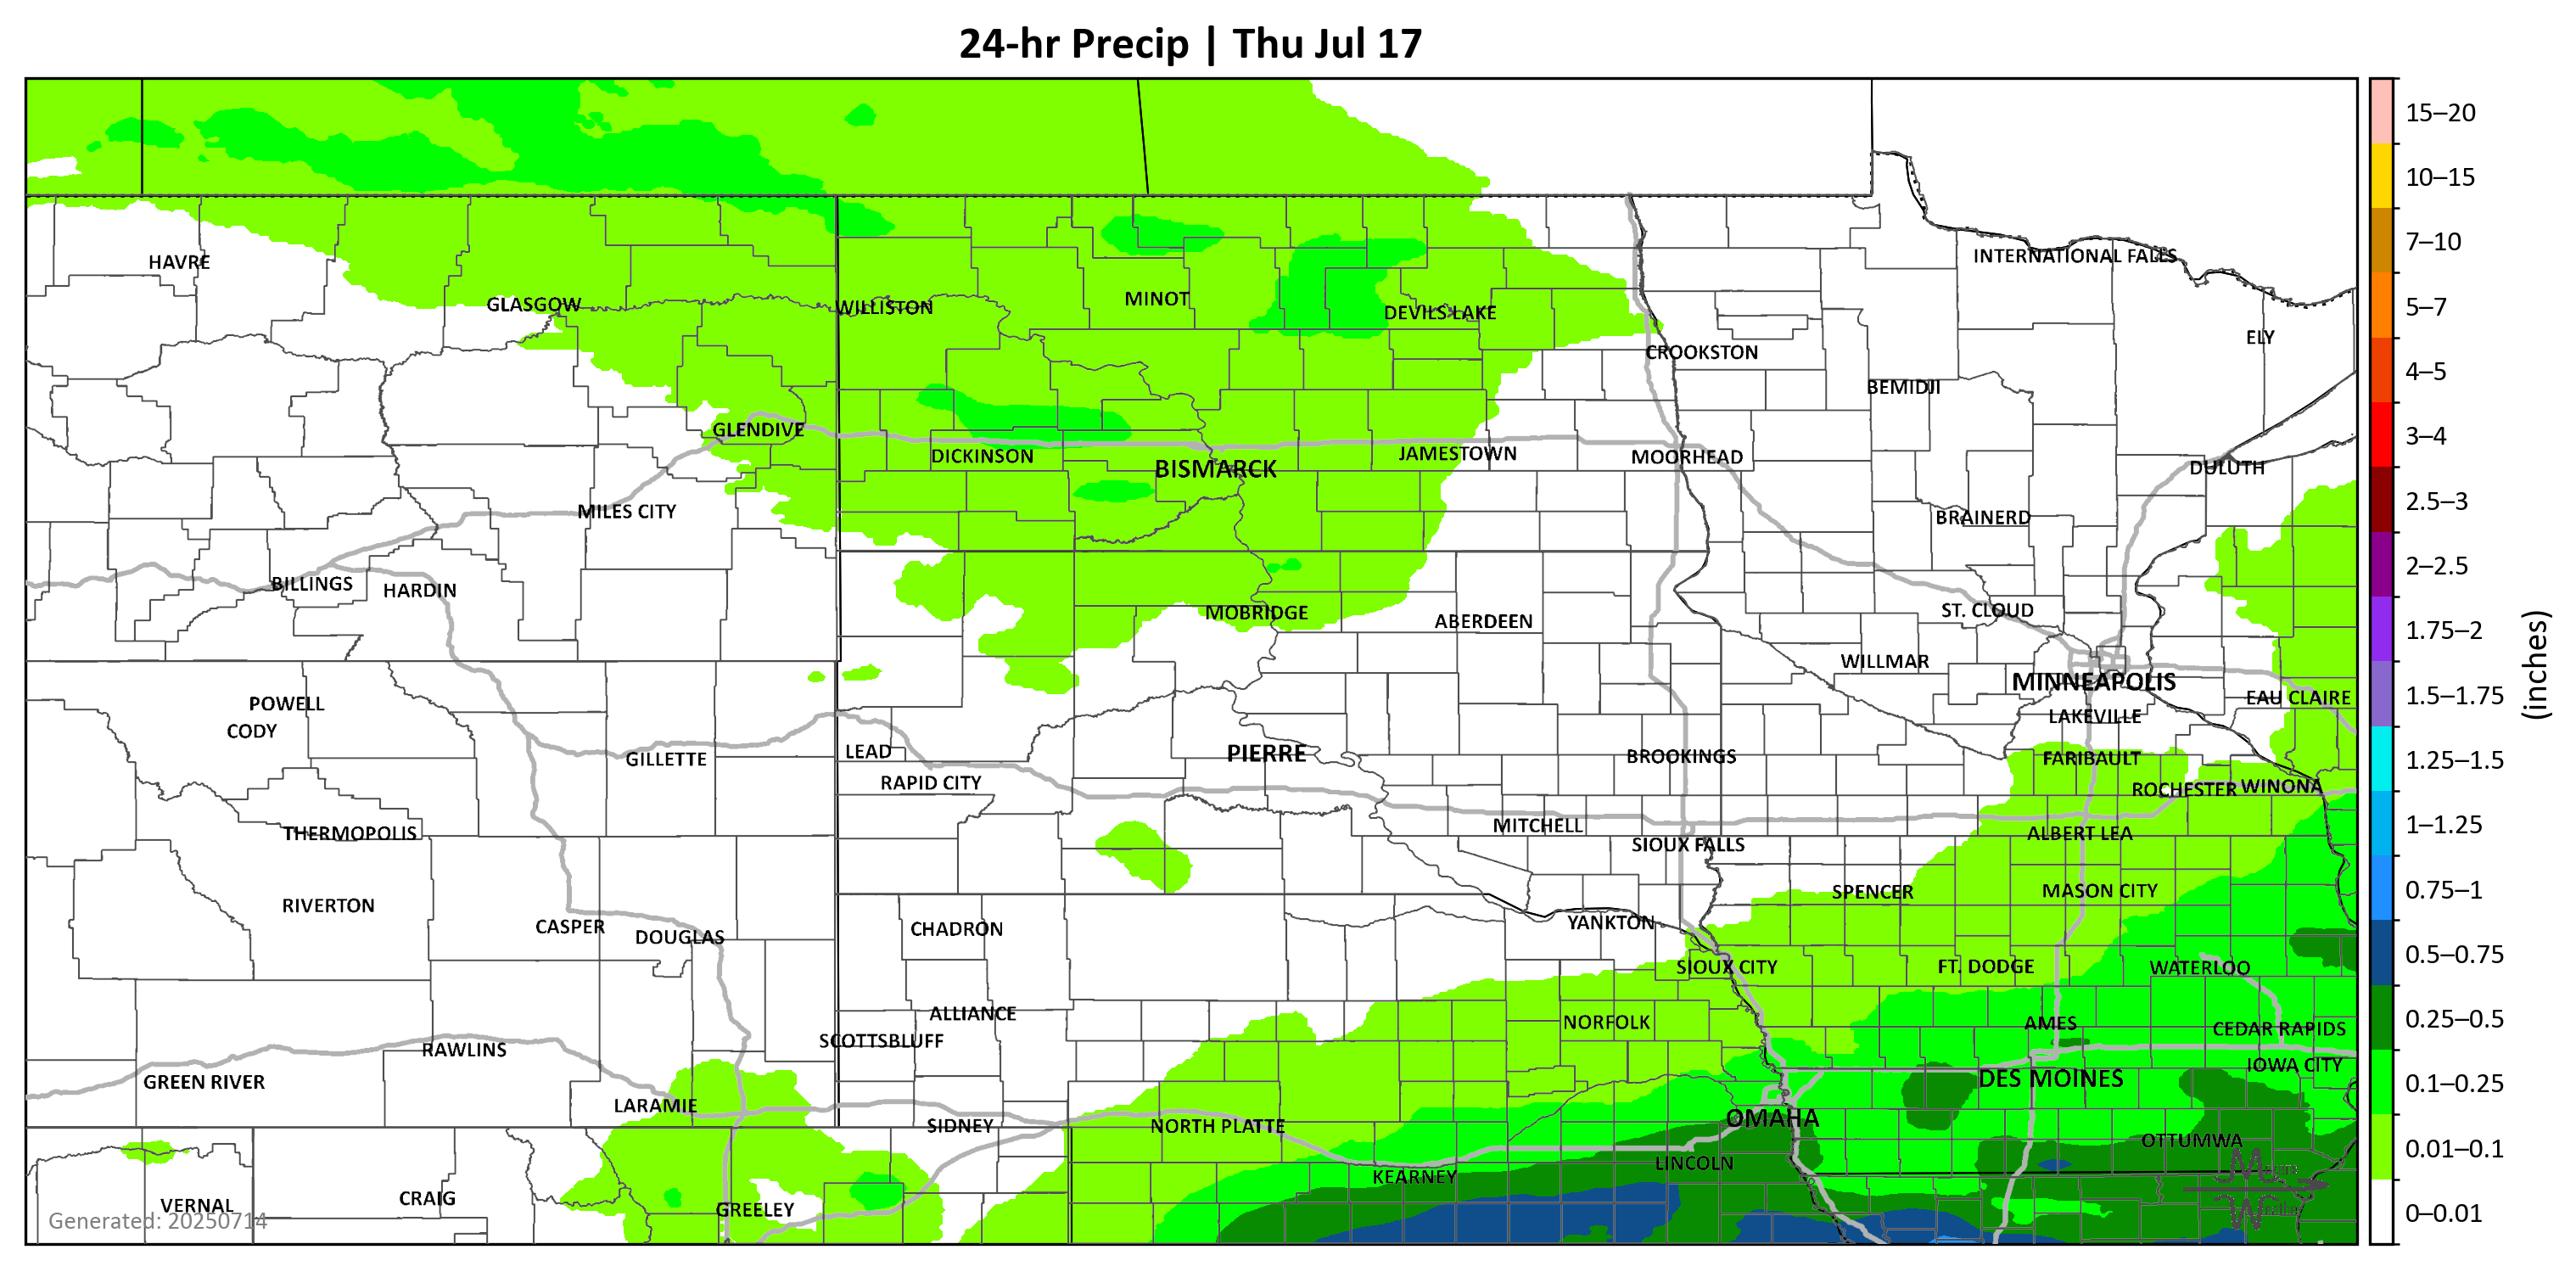 24-hr Precip | Thu Jul 17
15–20
10–15
INTERNATIONAL FALLS
7–10
HAVRE
GLASGOW
WILLISTON
MINOT
DEVILS LAKE
5–7
ELY
CROOKSTON
4–5
BEMIDJI
GLENDIVE
3–4
DICKINSON
BISMARCK
JAMESTOWN
MOORHEAD
DULUTH
2.5–3
MILES CITY
BRAINERD
2–2.5
BILLINGS
HARDIN
MOBRIDGE
ABERDEEN
ST. CLOUD
1.75–2
WILLMAR
MINNEAPOLIS
EAU CLAIRE
1.5–1.75
(inches)
POWELL
CODY
LAKEVILLE
GILLETTE
LEAD
PIERRE
BROOKINGS
FARIBAULT
1.25–1.5
RAPID CITY
ROCHESTER
WINONA
THERMOPOLIS
MITCHELL
ALBERT LEA
1–1.25
SIOUX FALLS
RIVERTON
SPENCER
MASON CITY
0.75–1
CASPER
DOUGLAS
CHADRON
YANKTON
SIOUX CITY
FT. DODGE
WATERLOO
0.5–0.75
ALLIANCE
NORFOLK
AMES
CEDAR RAPIDS
0.25–0.5
RAWLINS
SCOTTSBLUFF
IOWA CITY
GREEN RIVER
DES MOINES
0.1–0.25
LARAMIE
SIDNEY
NORTH PLATTE
OMAHA
OTTUMWA
0.01–0.1
LINCOLN
KEARNEY
VERNAL
CRAIG
GREELEY
0–0.01
Generated: 20250714